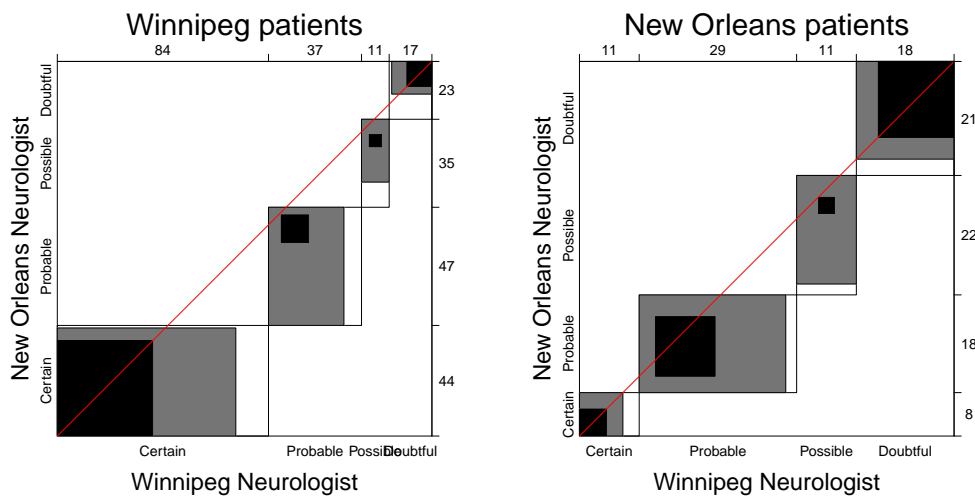 Winnipeg patients
84 37 11 17
New Orleans Neurologist
Doubtful
Possible
Probable
Certain
23
35
47
44
Certain Probable Possible Doubtful
Winnipeg Neurologist
New Orleans patients
11 29 11 18
New Orleans Neurologist
Doubtful
Possible
Probable
Certain
21
22
18
8
Certain Probable Possible Doubtful
Winnipeg Neurologist